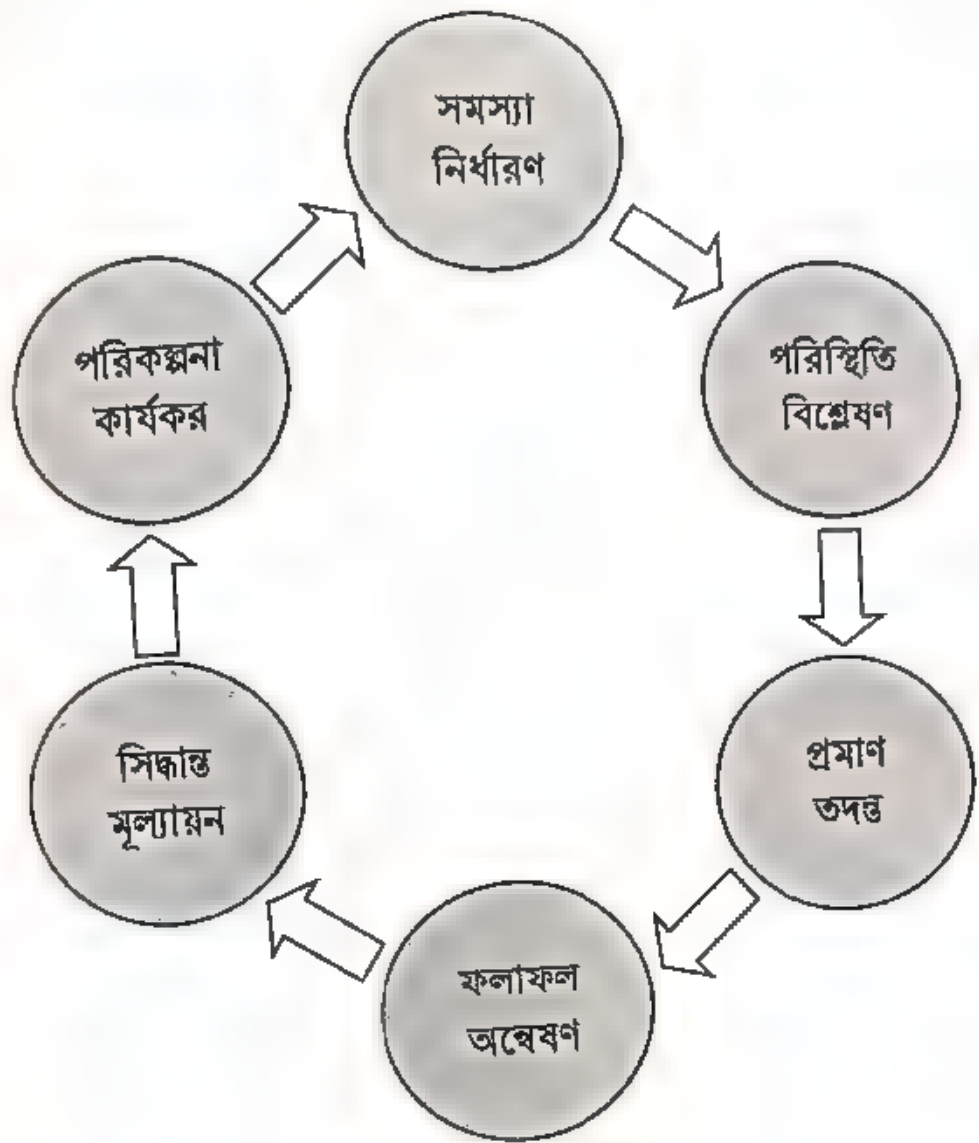 সমস্যা
নির্ধারণ
পরিস্থিতি
বিশ্লেষণ
প্রমাণ
তদন্ত
ফলাফল
অন্বেষণ
সিদ্ধান্ত
মূল্যায়ন
পরিকল্পনা
কার্যকর